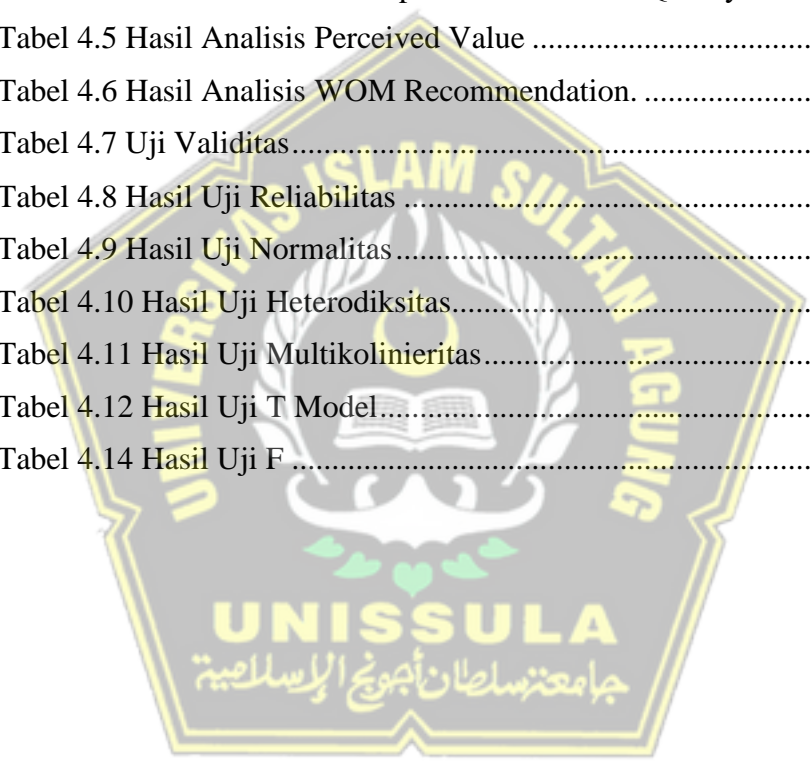 Tabel 4.5 Hasil Analisis Perceived Value ...................................
Tabel 4.6 Hasil Analisis WOM Recommendation. .....................
Tabel 4.7 Uji Validitas..................................................................
Tabel 4.8 Hasil Uji Reliabilitas ....................................................
Tabel 4.9 Hasil Uji Normalitas.....................................................
Tabel 4.10 Hasil Uji Heterodiksitas..............................................
Tabel 4.11 Hasil Uji Multikolinieritas..........................................
Tabel 4.12 Hasil Uji T Model.......................................................
Tabel 4.14 Hasil Uji F ..................................................................
UNIVERSITAS ISLAM SULTAN AGUNG
UNISSULA
جامعة سلطان أجونج الإسلامية